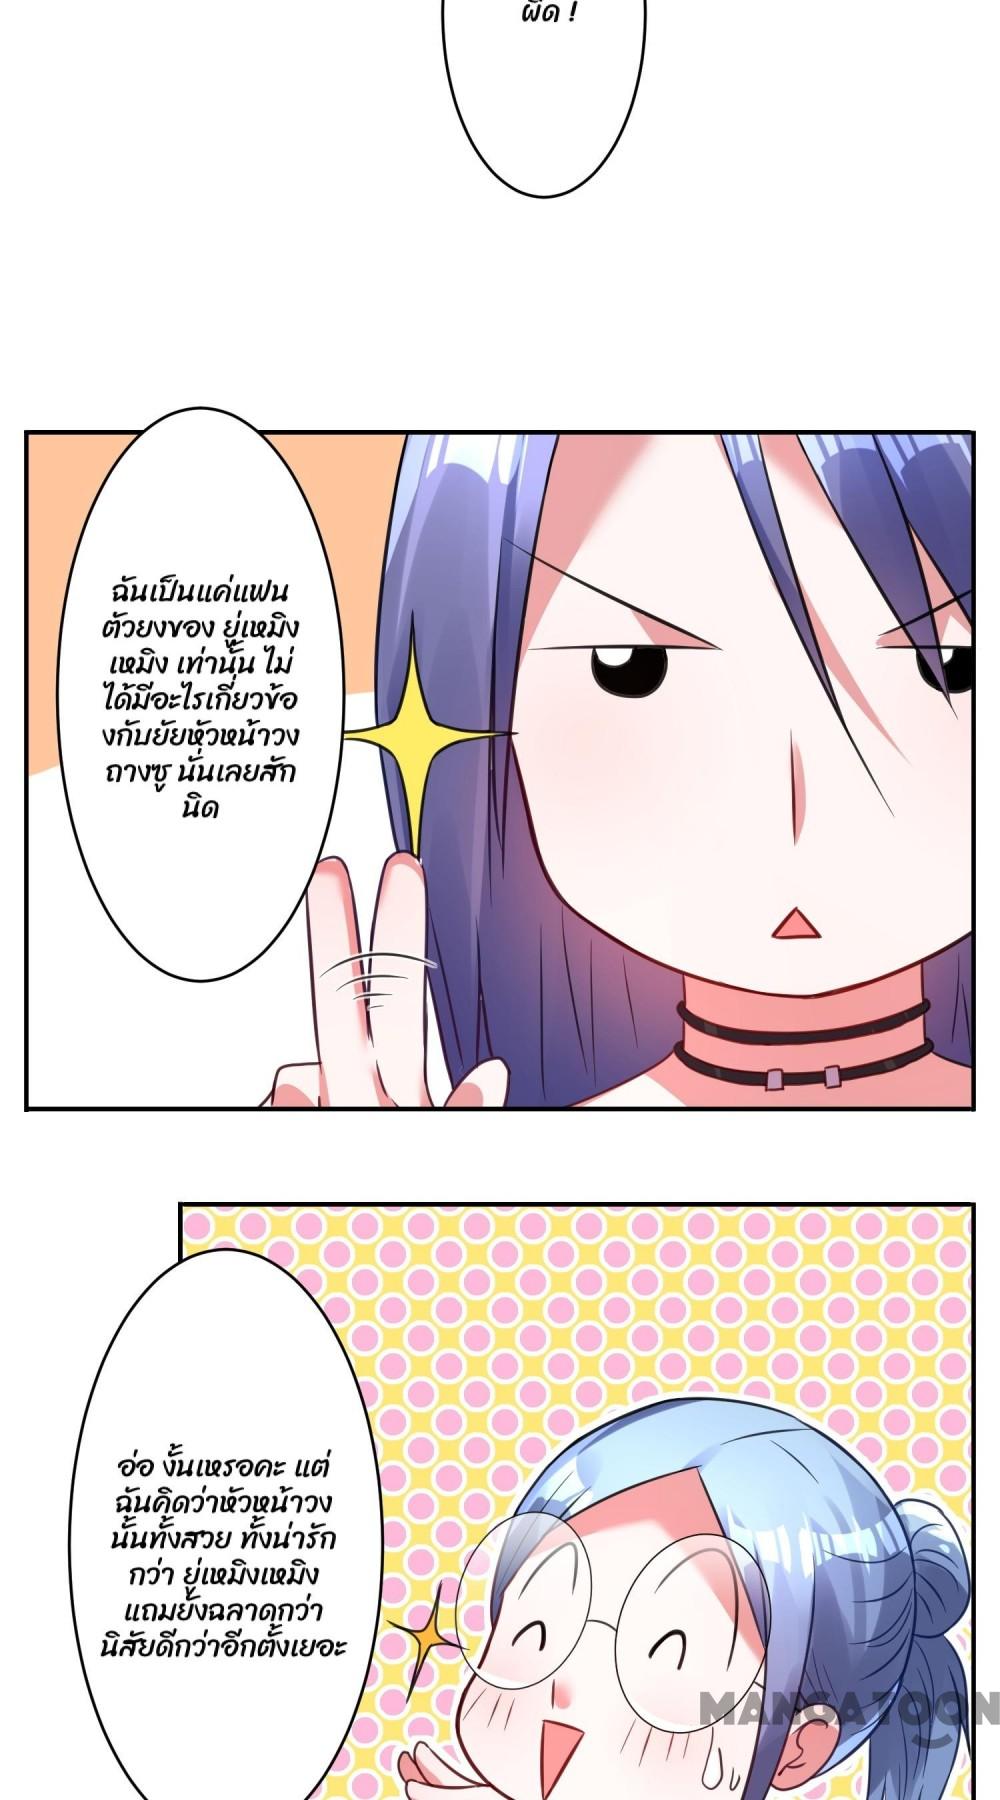 ผิด !
ฉันเป็นแค่แฟน
ตัวยงของ ยู่เหมิง
เหมิง เท่านั้น ไม่
ได้มีอะไรเกี่ยวข้อ
งกับยัยหัวหน้าวง
ถางซู นั่นเลยสัก
นิด
อ่อ งั้นเหรอคะ แต่
ฉันคิดว่าหัวหน้าวง
นั้นทั้งสวย ทั้งน่ารัก
กว่า ยู่เหมิงเหมิง
แถมยังฉลาดกว่า
นิสัยดีกว่าอีกตั้งเยอะ
MANGATOON